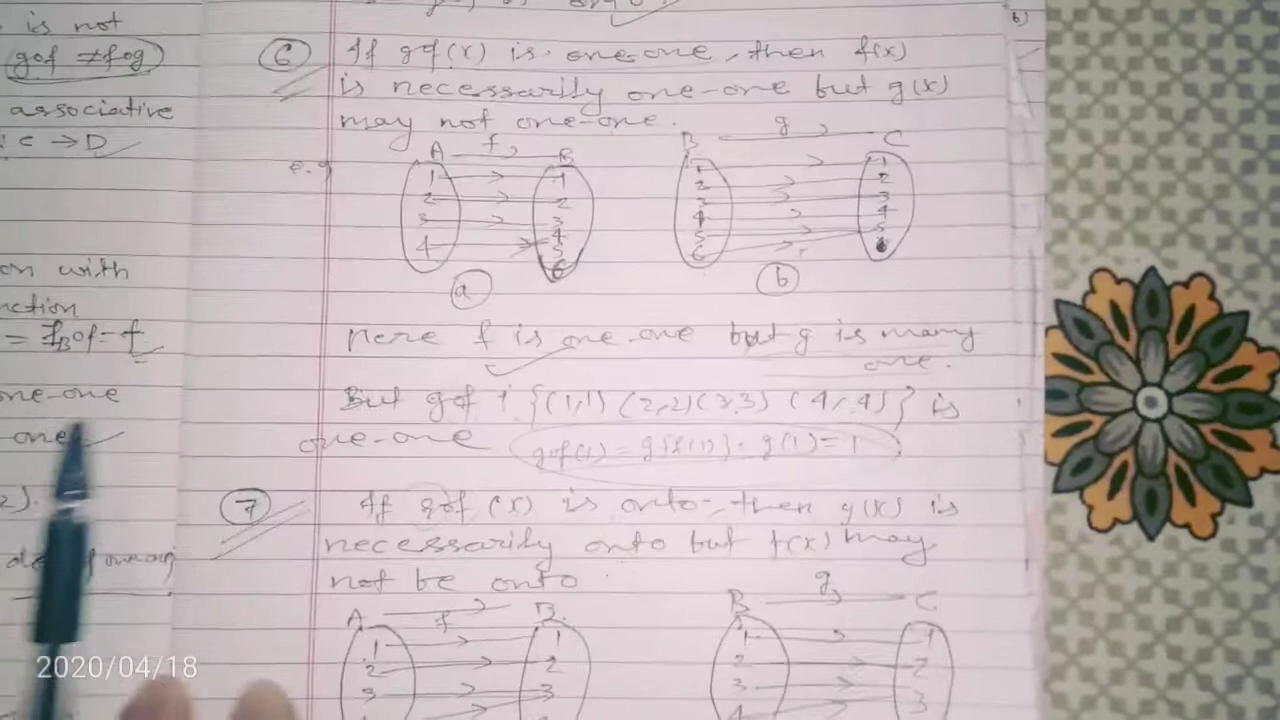 is not
gof ≠ fog
associative
: C → D
on with
nction
= I_B of = f
one-one
-one
2).
b)
6 If gof(x) is one-one, then f(x)
is necessarily one-one but g(x)
may not one-one.
e.g
A f B
1 1
2 2
3 3
4 4
5
6
a
B g C
1 1
2 2
3 3
4 4
5 5
6 6
b
Here f is one-one but g is many
one.
But gof i {(1,1) (2,2) (3,3) (4,4)} is
one-one gof(1) = g{f(1)} = g(1) = 1
7 If gof (x) is onto, then g(x) is
necessarily onto but f(x) may
not be onto
A f B
1 1
2 2
3 3
B g C
1 1
2 2
3 3
4
2020/04/18